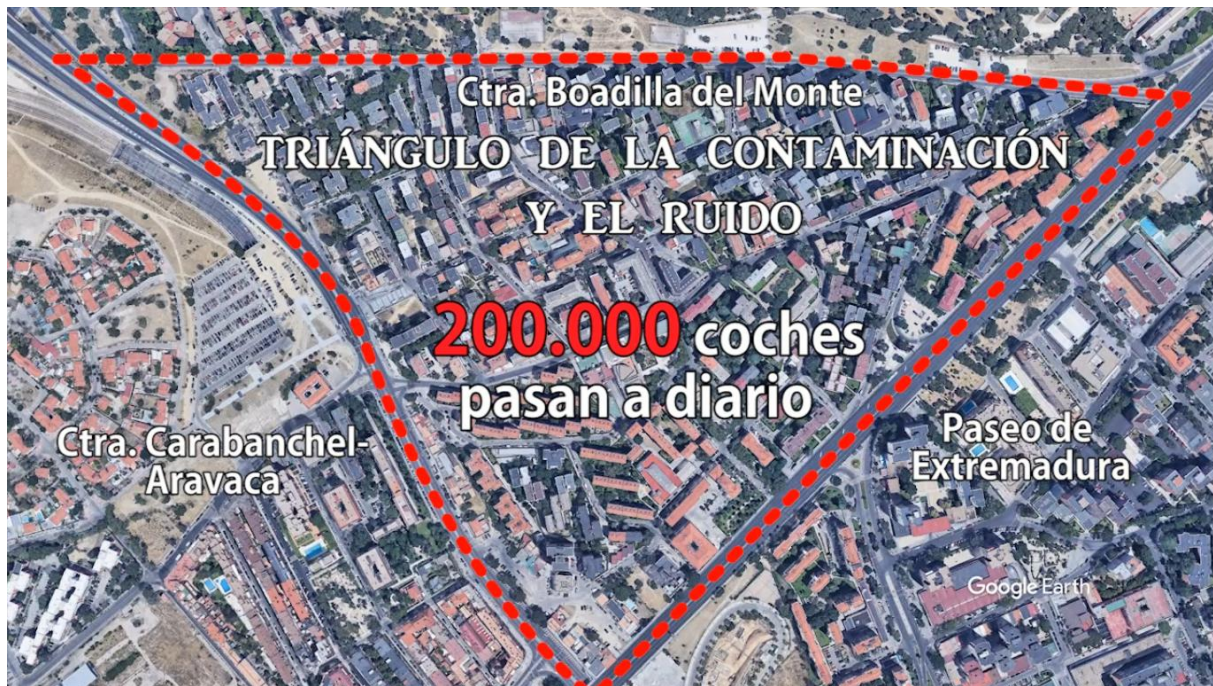 Ctra. Boadilla del Monte
TRIÁNGULO DE LA CONTAMINACIÓN
Y EL RUIDO
200.000 coches
pasan a diario
Ctra. Carabanchel-
Aravaca
Paseo de
Extremadura
Google Earth